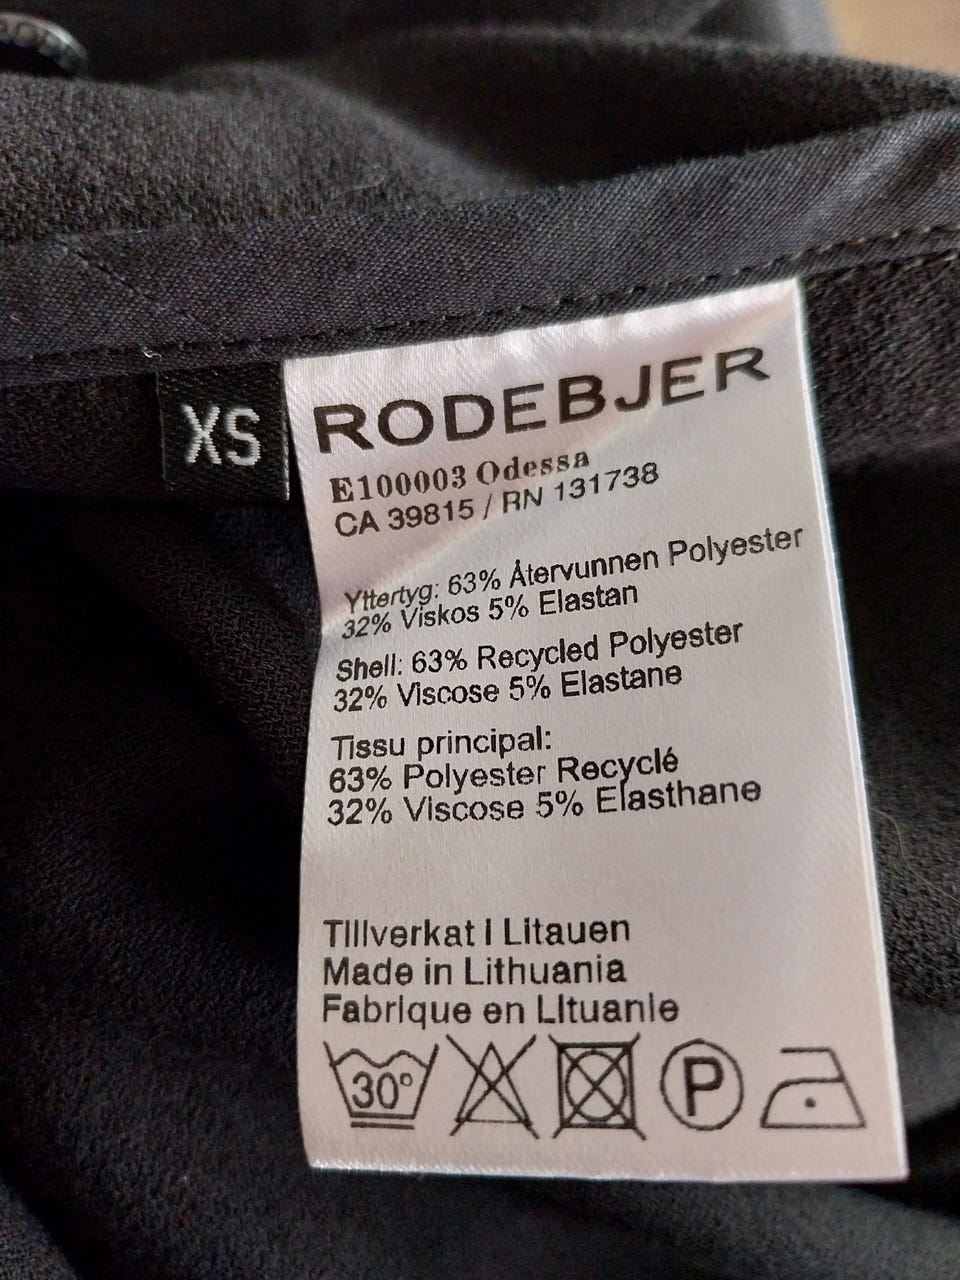 XS
RODEBJER
E100003 Odessa
CA 39815 / RN 131738
Yttertyg: 63% Återvunnen Polyester
32% Viskos 5% Elastan
Shell: 63% Recycled Polyester
32% Viscose 5% Elastane
Tissu principal:
63% Polyester Recyclé
32% Viscose 5% Elasthane
Tillverkat i Litauen
Made in Lithuania
Fabrique en Lituanie
30°
P